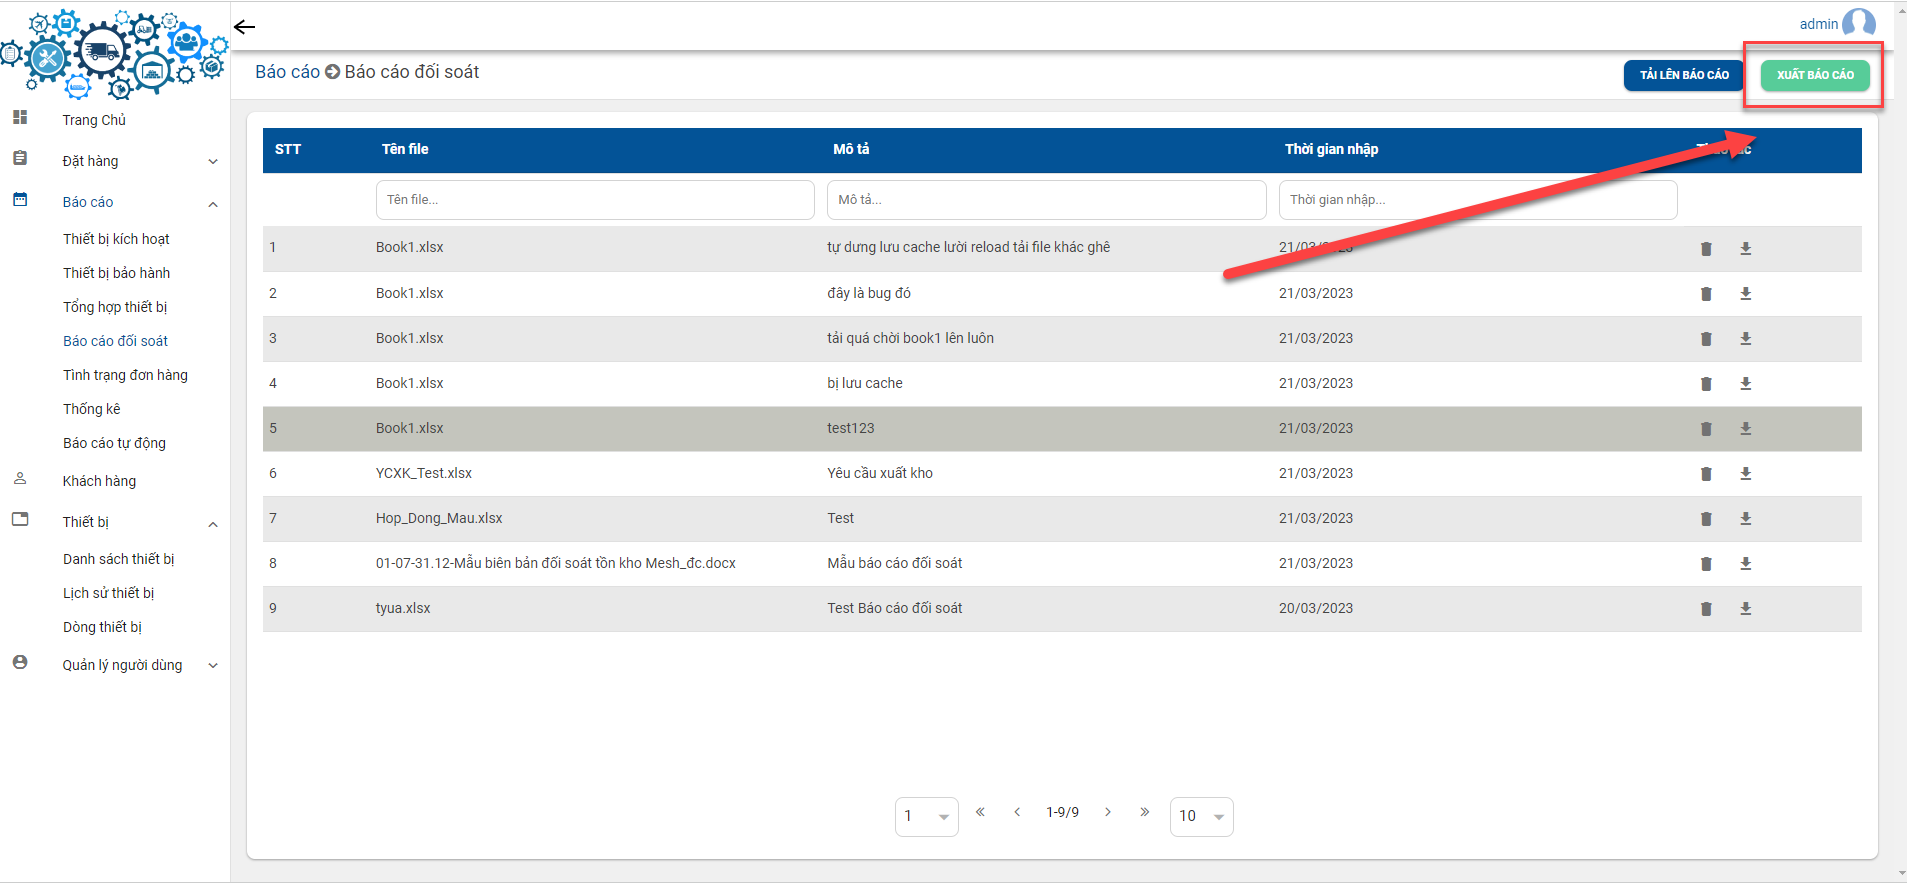 admin
Báo cáo Báo cáo đối soát
TẢI LÊN BÁO CÁO
XUẤT BÁO CÁO
Trang Chủ
Đặt hàng
Báo cáo
Thiết bị kích hoạt
Thiết bị bảo hành
Tổng hợp thiết bị
Báo cáo đối soát
Tình trạng đơn hàng
Thống kê
Báo cáo tự động
Khách hàng
Thiết bị
Danh sách thiết bị
Lịch sử thiết bị
Dòng thiết bị
Quản lý người dùng
STT Tên file Mô tả Thời gian nhập
Tên file... Mô tả... Thời gian nhập...
1 Book1.xlsx tự dưng lưu cache lười reload tải file khác ghê 21/03/2023
2 Book1.xlsx đây là bug đó 21/03/2023
3 Book1.xlsx tải quá chời book1 lên luôn 21/03/2023
4 Book1.xlsx bị lưu cache 21/03/2023
5 Book1.xlsx test123 21/03/2023
6 YCXK_Test.xlsx Yêu cầu xuất kho 21/03/2023
7 Hop_Dong_Mau.xlsx Test 21/03/2023
8 01-07-31.12-Mẫu biên bản đối soát tồn kho Mesh_đc.docx Mẫu báo cáo đối soát 21/03/2023
9 tyua.xlsx Test Báo cáo đối soát 20/03/2023
1 « ‹ 1-9/9 › » 10